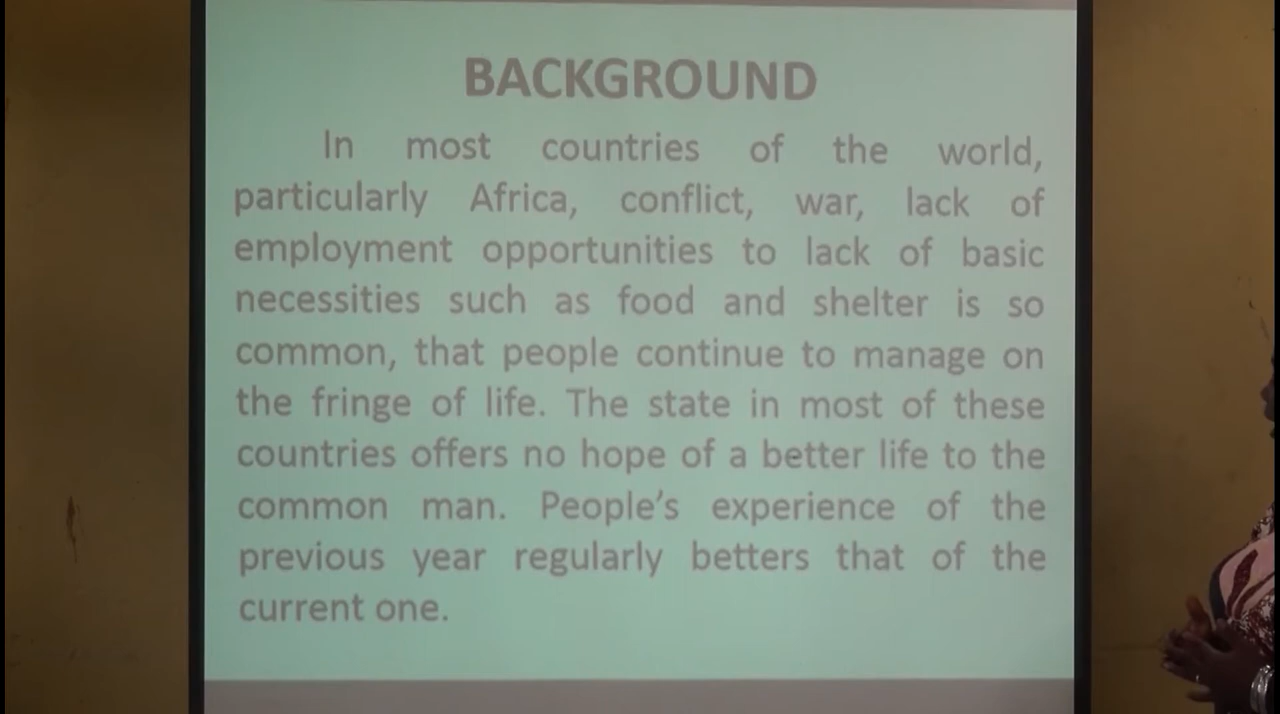 BACKGROUND
In most countries of the world,
particularly Africa, conflict, war, lack of
employment opportunities to lack of basic
necessities such as food and shelter is so
common, that people continue to manage on
the fringe of life. The state in most of these
countries offers no hope of a better life to the
common man. People’s experience of the
previous year regularly betters that of the
current one.